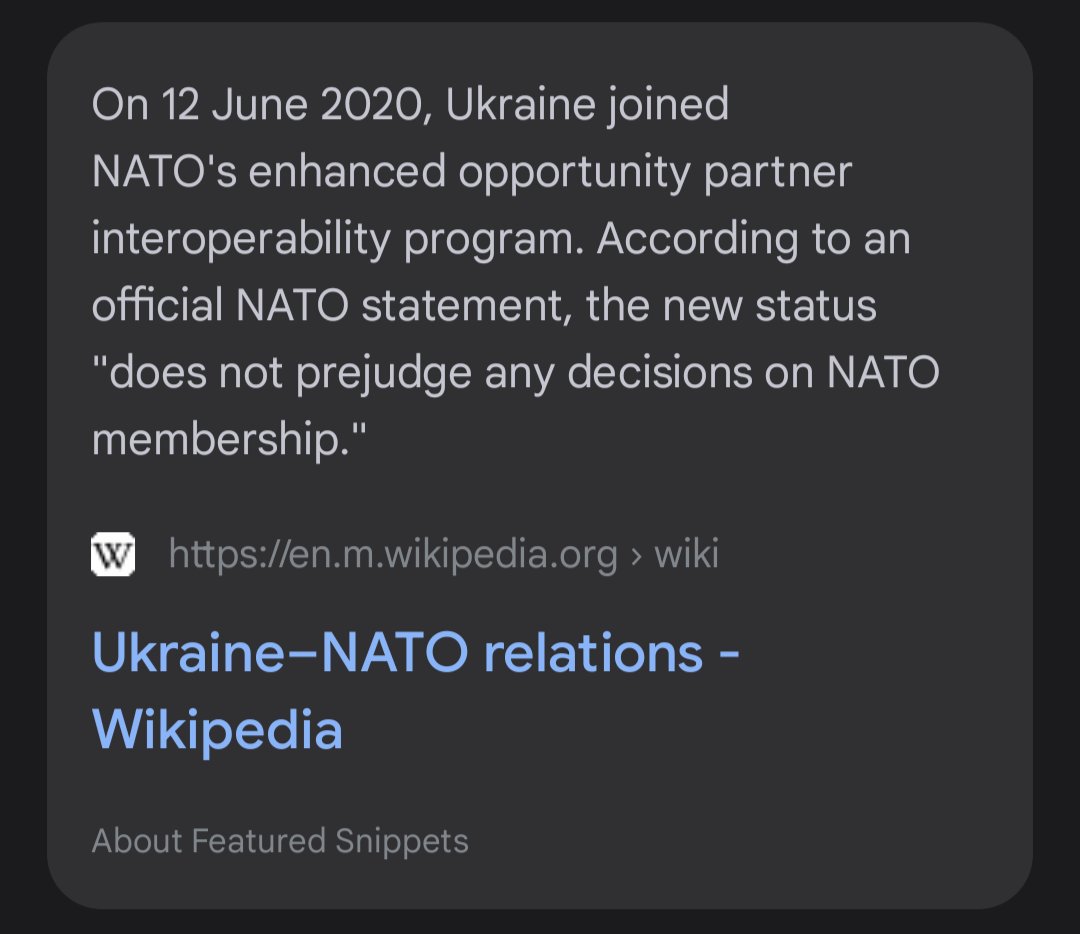 On 12 June 2020, Ukraine joined
NATO's enhanced opportunity partner
interoperability program. According to an
official NATO statement, the new status
"does not prejudge any decisions on NATO
membership."
W https://en.m.wikipedia.org › wiki
Ukraine–NATO relations -
Wikipedia
About Featured Snippets